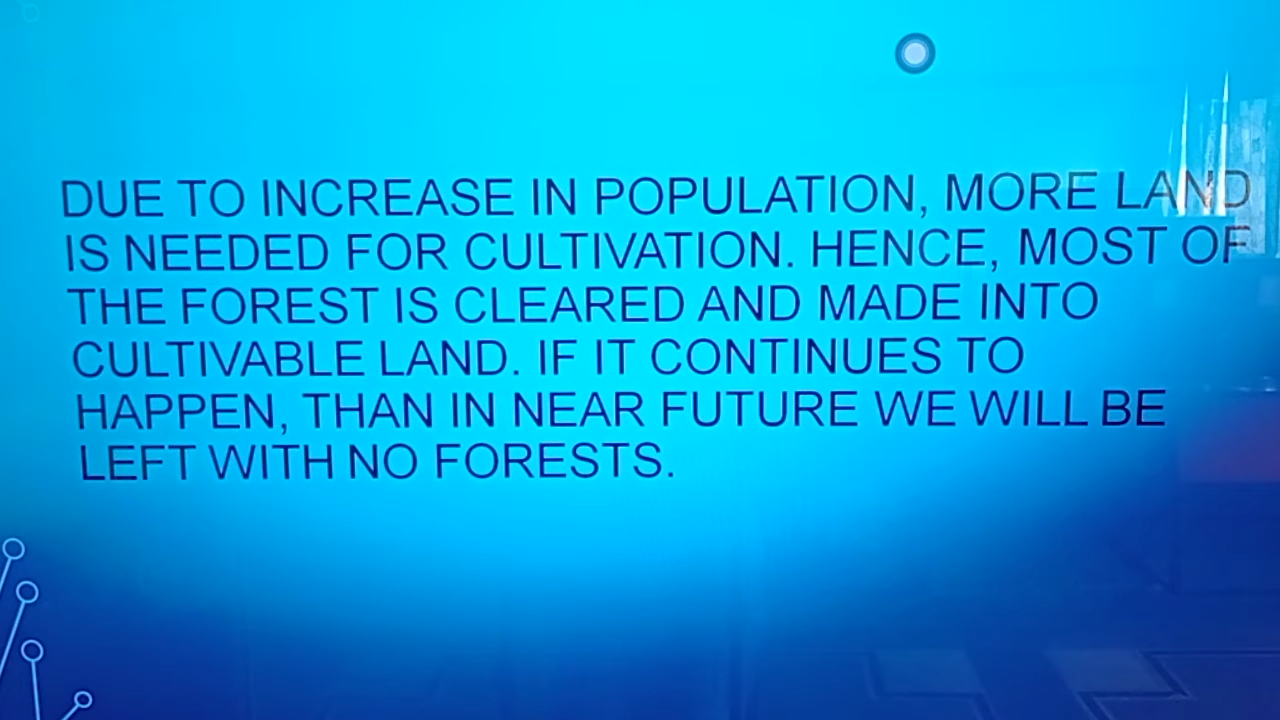 DUE TO INCREASE IN POPULATION, MORE LAND
IS NEEDED FOR CULTIVATION. HENCE, MOST OF
THE FOREST IS CLEARED AND MADE INTO
CULTIVABLE LAND. IF IT CONTINUES TO
HAPPEN, THAN IN NEAR FUTURE WE WILL BE
LEFT WITH NO FORESTS.